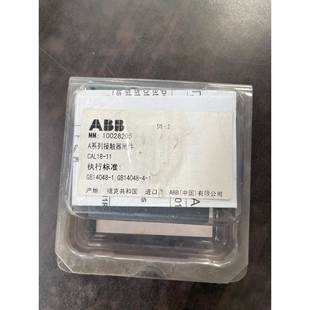 ABB
MM: 10028205
A系列接触器附件
CAL18-11
执行标准:
GB14048-1,GB14048-4-1
产地: 捷克共和国 进口商 ABB(中国)有限公司